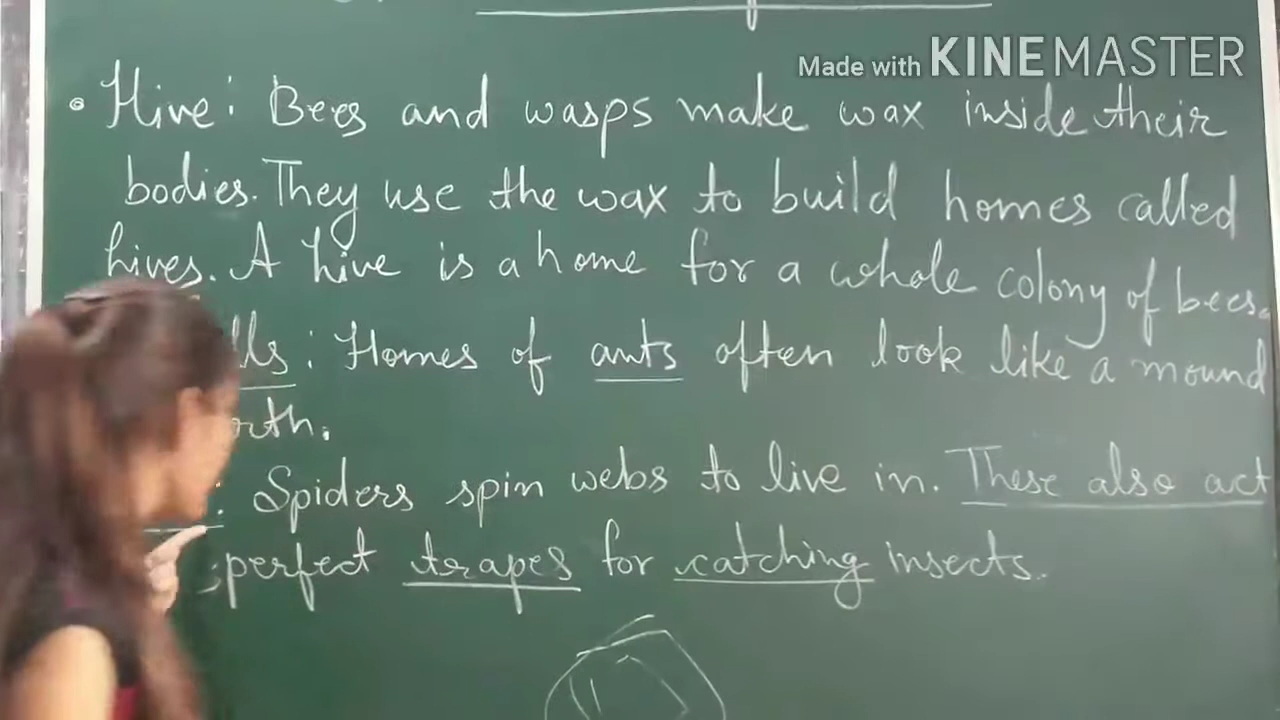 Made with KINEMASTER
• Hive: Bees and wasps make wax inside their
bodies. They use the wax to build homes called
hives. A hive is a home for a whole colony of bees.
lls: Homes of ants often look like a mound
orth.
: Spiders spin webs to live in. These also act
perfect trapes for catching insects.